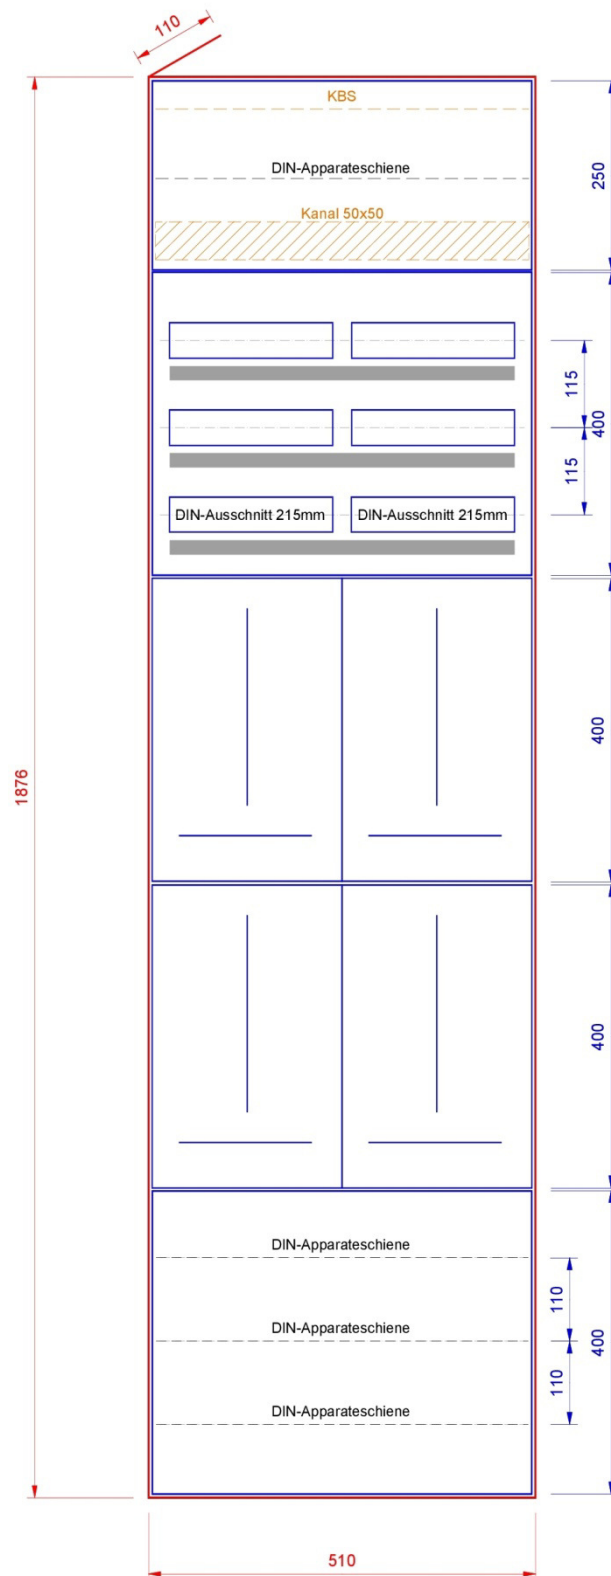 110
KBS
250
DIN-Apparateschiene
Kanal 50x50
115
400
115
DIN-Ausschnitt 215mm DIN-Ausschnitt 215mm
400
1876
400
DIN-Apparateschiene
110
DIN-Apparateschiene
400
110
DIN-Apparateschiene
510